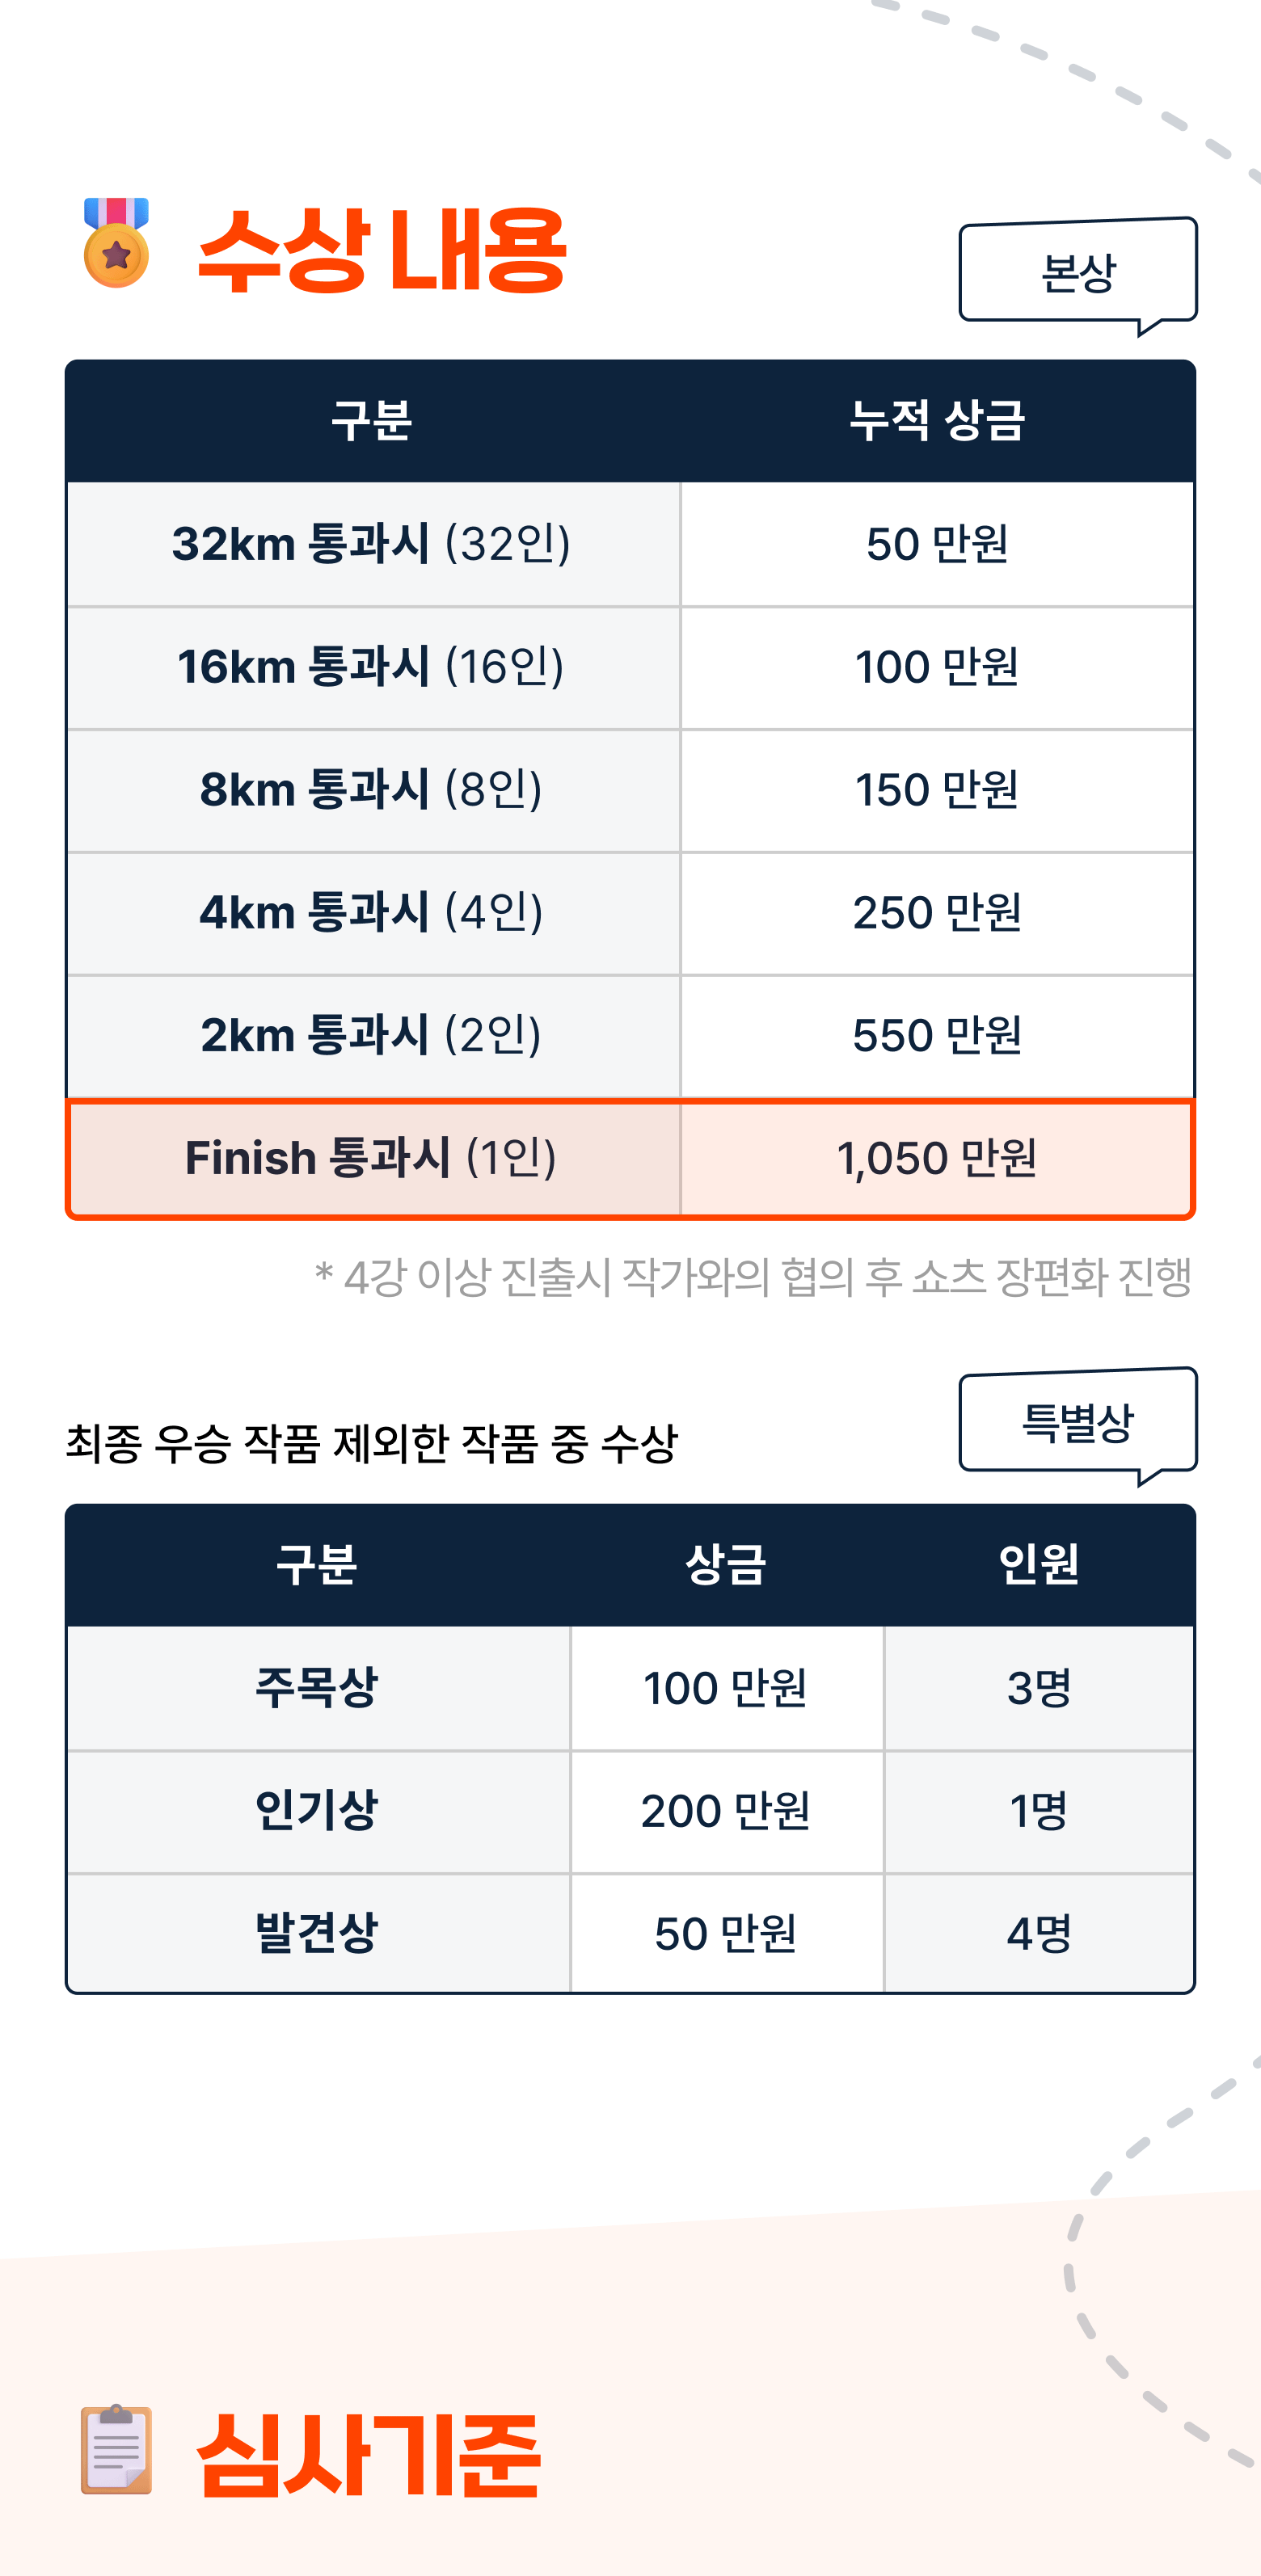 수상 내용
본상
구분 누적 상금
32km 통과시 (32인) 50 만원
16km 통과시 (16인) 100 만원
8km 통과시 (8인) 150 만원
4km 통과시 (4인) 250 만원
2km 통과시 (2인) 550 만원
Finish 통과시 (1인) 1,050 만원
* 4강 이상 진출시 작가와의 협의 후 쇼츠 장편화 진행
특별상
최종 우승 작품 제외한 작품 중 수상
구분 상금 인원
주목상 100 만원 3명
인기상 200 만원 1명
발견상 50 만원 4명
심사기준